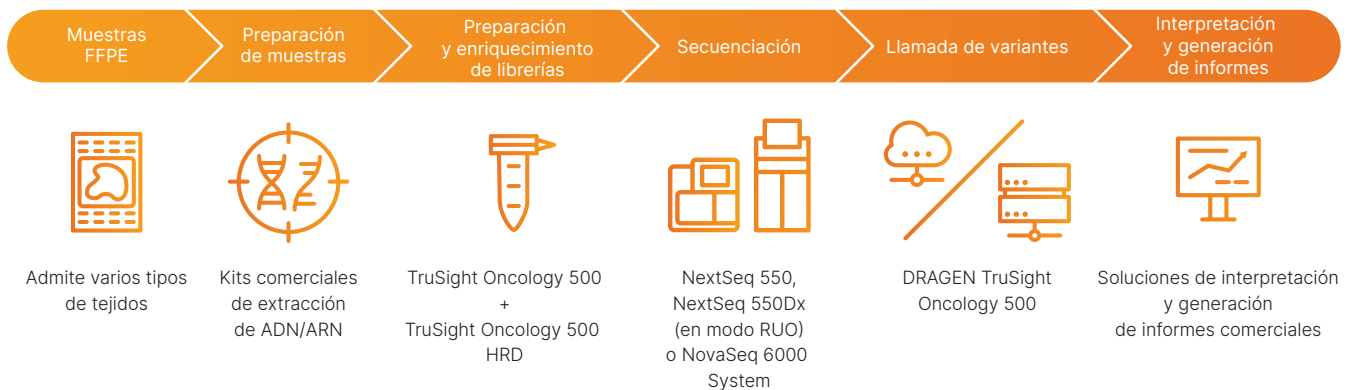 Muestras
FFPE
Preparación
de muestras
Preparación
y enriquecimiento
de librerías
Secuenciación
Llamada de variantes
Interpretación
y generación
de informes
Admite varios tipos
de tejidos
Kits comerciales
de extracción
de ADN/ARN
TruSight Oncology 500
+
TruSight Oncology 500
HRD
NextSeq 550,
NextSeq 550Dx
(en modo RUO)
o NovaSeq 6000
System
DRAGEN TruSight
Oncology 500
Soluciones de interpretación
y generación
de informes comerciales